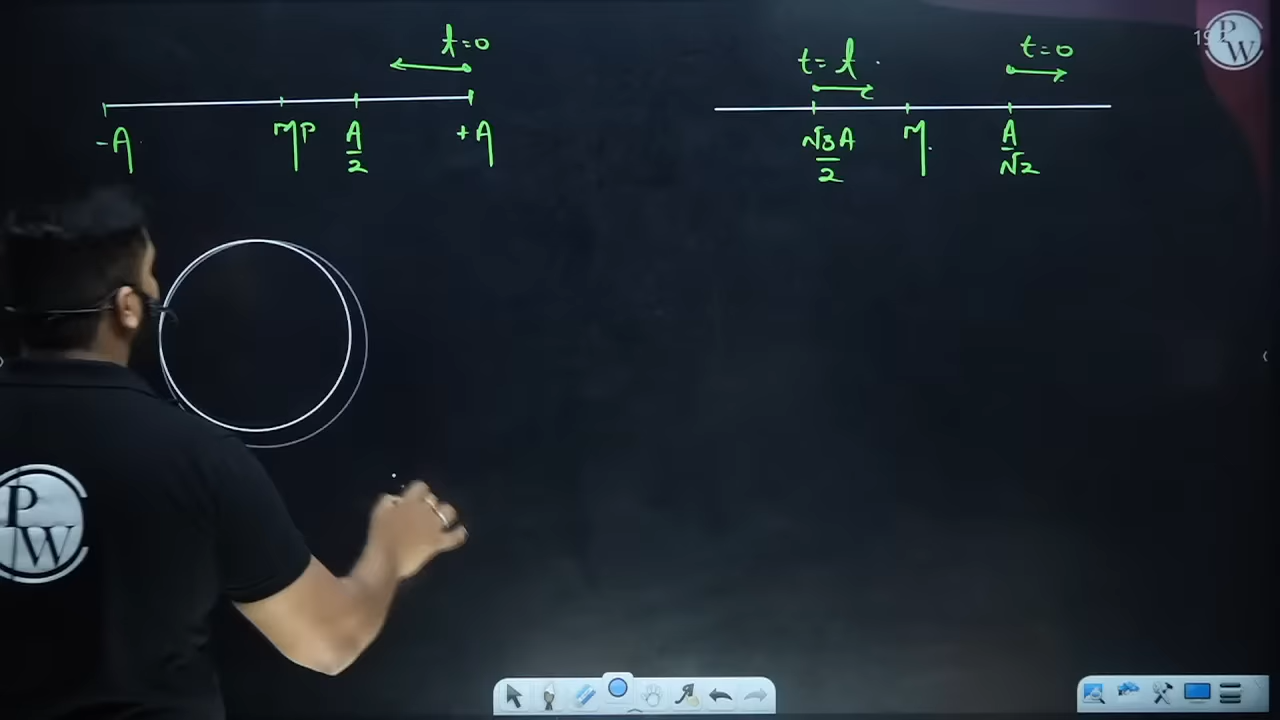 t=0
-A
MP
A/2
+A
t= t
t=0
√3A/2
M
A/√2
PW
PW